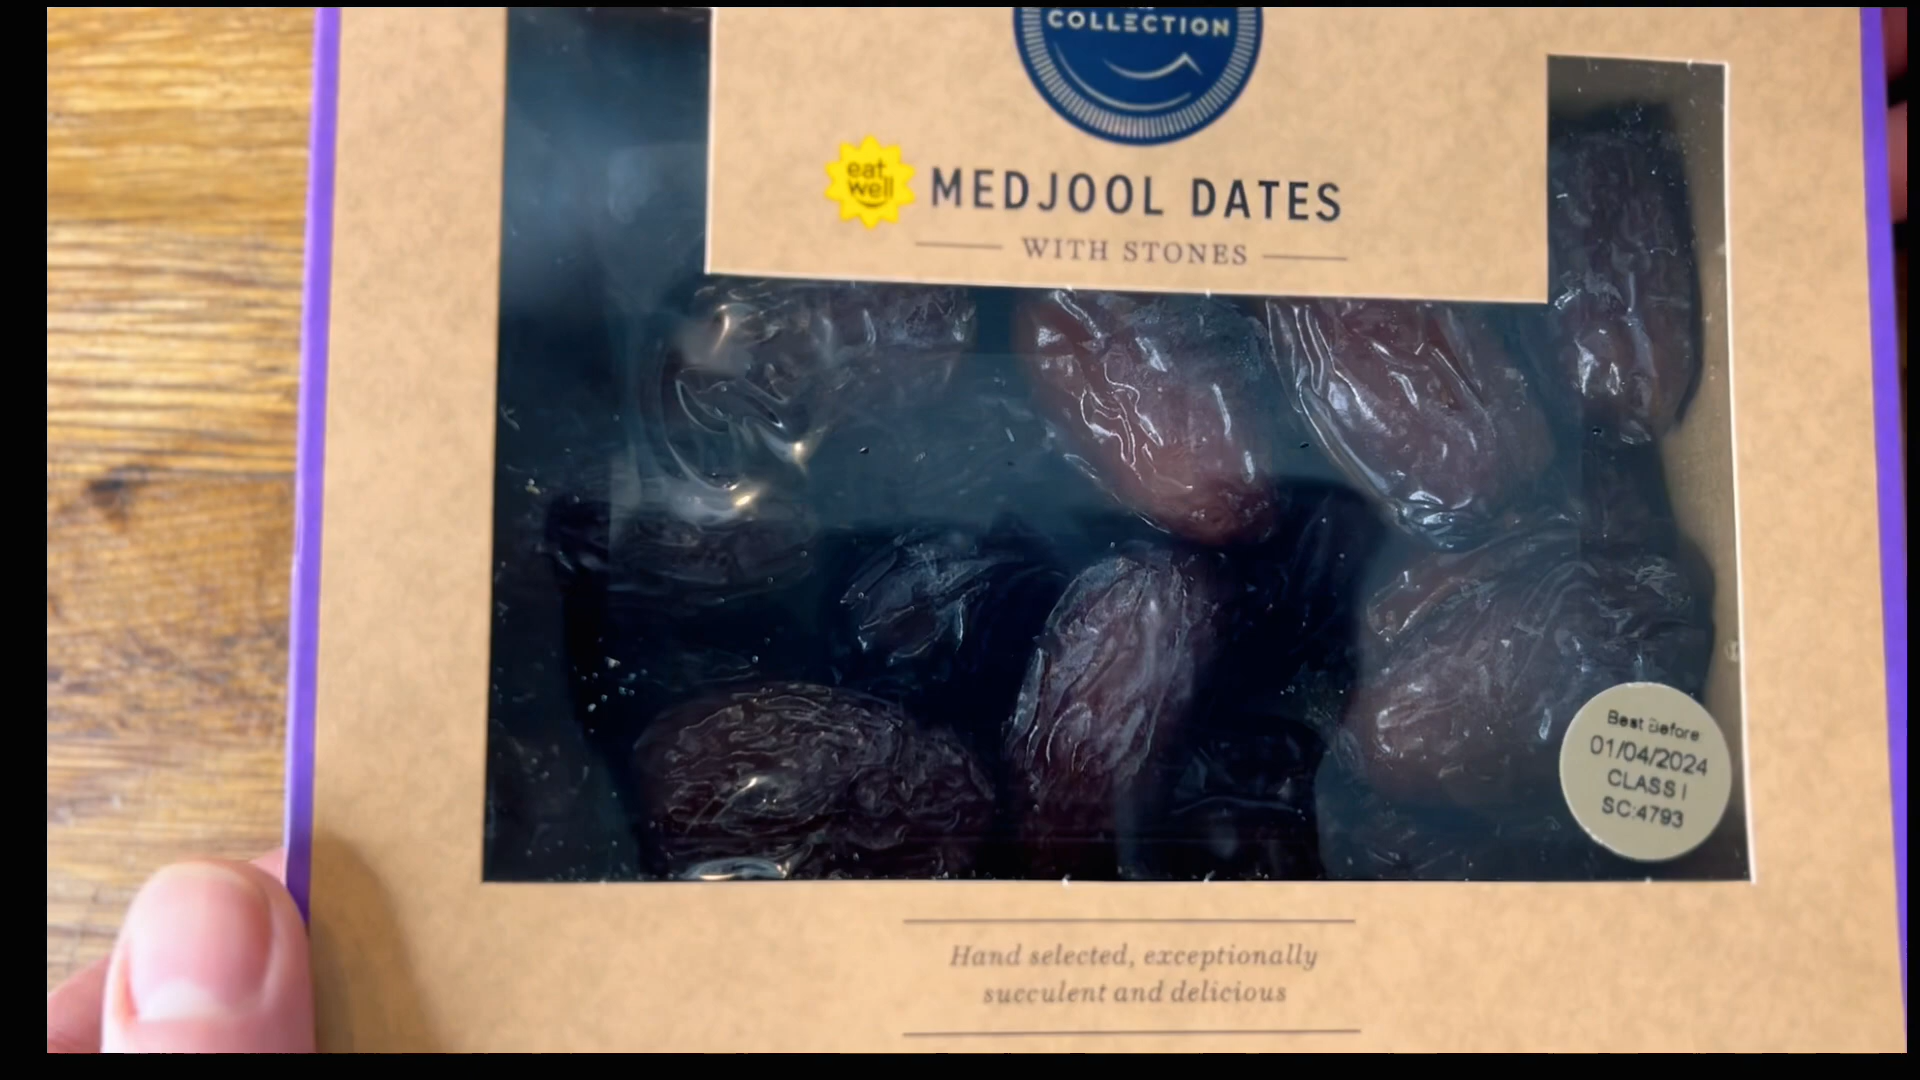 COLLECTION
eat
well
MEDJOOL DATES
WITH STONES
Best Before
01/04/2024
CLASS I
SC:4793
Hand selected, exceptionally
succulent and delicious